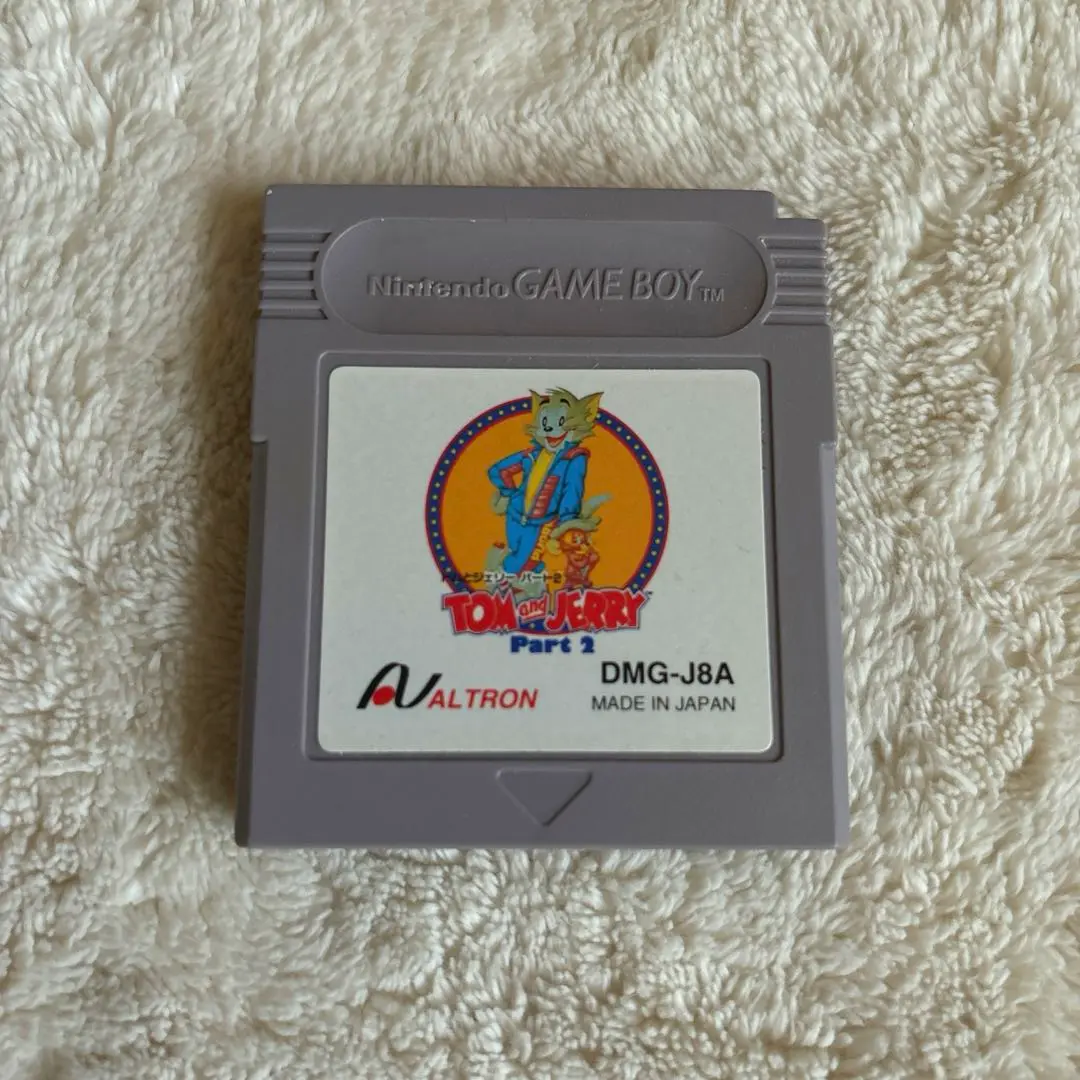 Nintendo GAME BOY TM
トムとジェリー パート2
TOM and JERRY TM
Part 2
ALTRON
DMG-J8A
MADE IN JAPAN